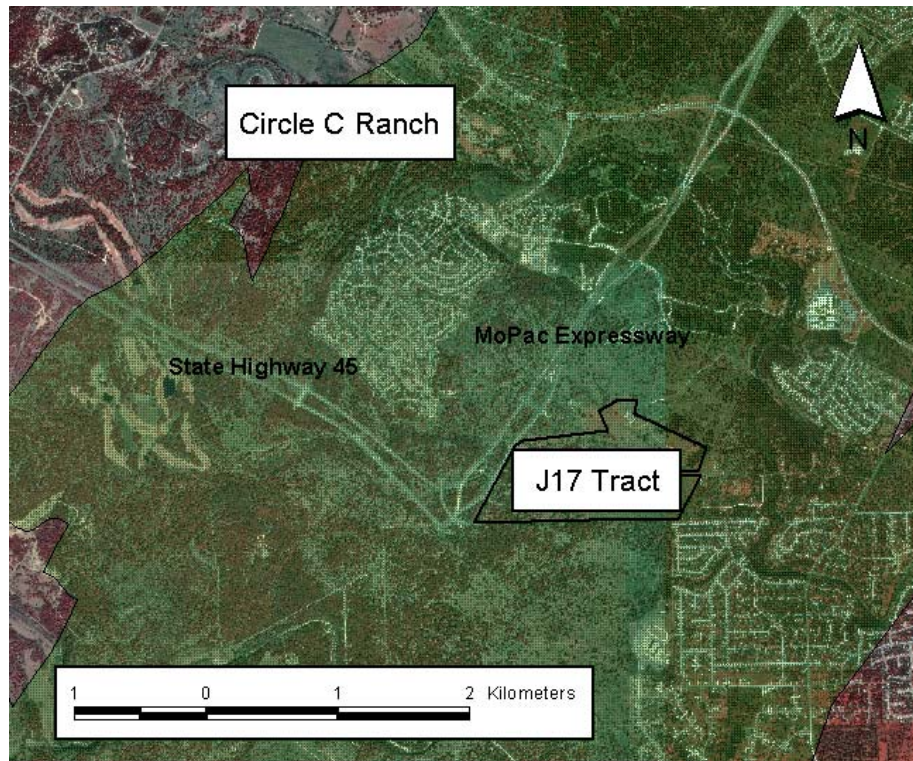 Circle C Ranch
N
MoPac Expressway
State Highway 45
J17 Tract
1 0 1 2 Kilometers